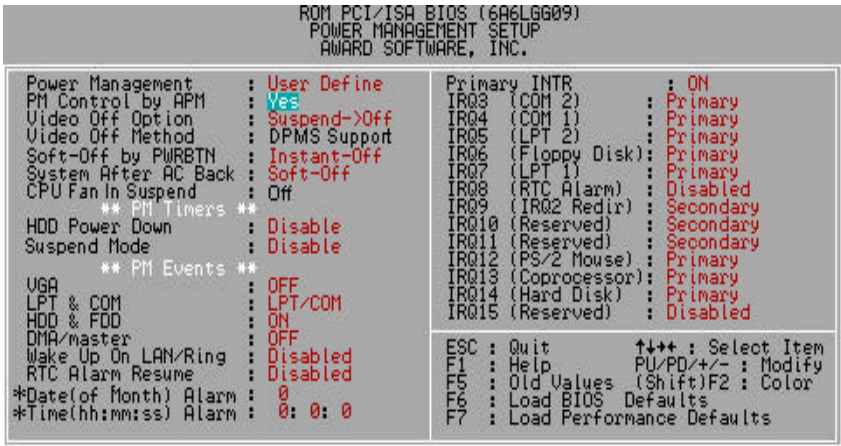 ROM PCI/ISA BIOS (6A6LGG09)
POWER MANAGEMENT SETUP
AWARD SOFTWARE, INC.
Power Management : User Define
PM Control by APM : Yes
Video Off Option : Suspend->Off
Video Off Method : DPMS Support
Soft-Off by PWRBTN : Instant-Off
System After AC Back : Soft-Off
CPU Fan In Suspend : Off
** PM Timers **
HDD Power Down : Disable
Suspend Mode : Disable
** PM Events **
VGA : OFF
LPT & COM : LPT/COM
HDD & FDD : ON
DMA/master : OFF
Wake Up On LAN/Ring : Disabled
RTC Alarm Resume : Disabled
*Date(of Month) Alarm : 0
*Time(hh:mm:ss) Alarm : 0: 0: 0
Primary INTR : ON
IRQ3 (COM 2) : Primary
IRQ4 (COM 1) : Primary
IRQ5 (LPT 2) : Primary
IRQ6 (Floppy Disk): Primary
IRQ7 (LPT 1) : Primary
IRQ8 (RTC Alarm) : Disabled
IRQ9 (IRQ2 Redir) : Secondary
IRQ10 (Reserved) : Secondary
IRQ11 (Reserved) : Secondary
IRQ12 (PS/2 Mouse) : Primary
IRQ13 (Coprocessor): Primary
IRQ14 (Hard Disk) : Primary
IRQ15 (Reserved) : Disabled
ESC : Quit ↑↓→← : Select Item
F1 : Help PU/PD/+/- : Modify
F5 : Old Values (Shift)F2 : Color
F6 : Load BIOS Defaults
F7 : Load Performance Defaults